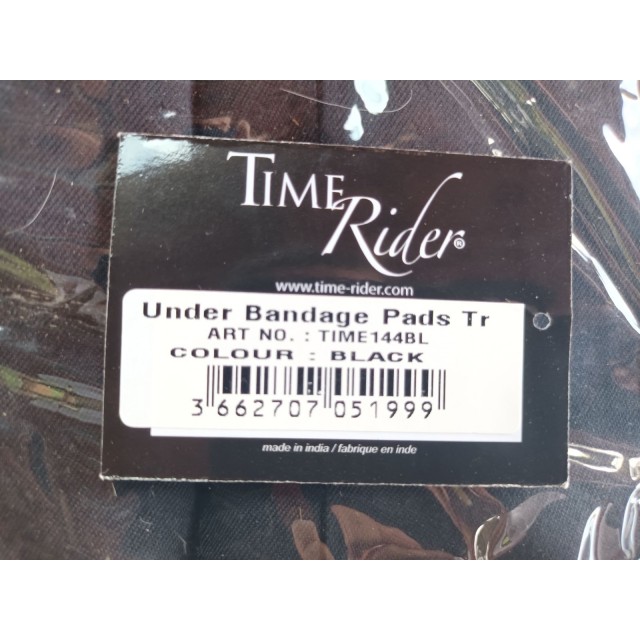 TIME
Rider®
www.time-rider.com
Under Bandage Pads Tr
ART NO. : TIME144BL
COLOUR : BLACK
3 662707 051999
made in india / fabrique en inde